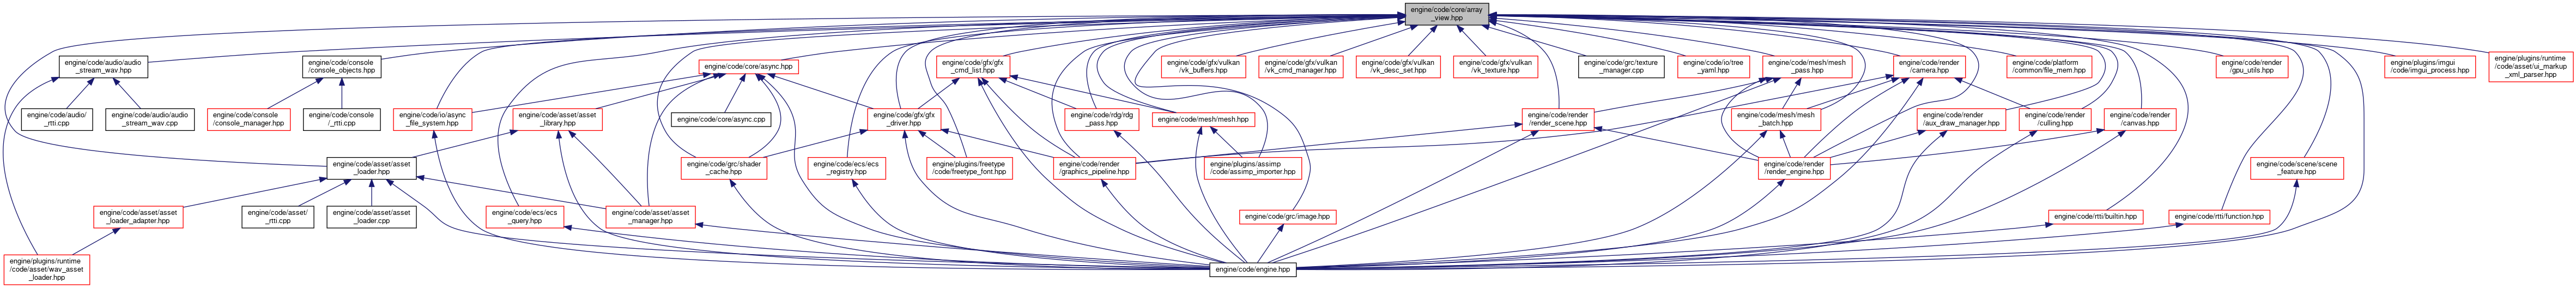 engine/code/core/array
_view.hpp
engine/code/audio/audio
_stream_wav.hpp
engine/code/console
/console_objects.hpp
engine/code/core/async.hpp
engine/code/gfx/gfx
_cmd_list.hpp
engine/code/gfx/vulkan
/vk_buffers.hpp
engine/code/gfx/vulkan
/vk_cmd_manager.hpp
engine/code/gfx/vulkan
/vk_desc_set.hpp
engine/code/gfx/vulkan
/vk_texture.hpp
engine/code/grc/texture
_manager.cpp
engine/code/io/tree
_yaml.hpp
engine/code/mesh/mesh
_pass.hpp
engine/code/render
/camera.hpp
engine/code/platform
/common/file_mem.hpp
engine/code/render
/gpu_utils.hpp
engine/plugins/imgui
/code/imgui_process.hpp
engine/plugins/runtime
/code/asset/ui_markup
_xml_parser.hpp
engine/code/audio/
_rtti.cpp
engine/code/audio/audio
_stream_wav.cpp
engine/code/console
/console_manager.hpp
engine/code/console
/_rtti.cpp
engine/code/io/async
_file_system.hpp
engine/code/asset/asset
_library.hpp
engine/code/core/async.cpp
engine/code/gfx/gfx
_driver.hpp
engine/code/rdg/rdg
_pass.hpp
engine/code/mesh/mesh.hpp
engine/code/render
/render_scene.hpp
engine/code/mesh/mesh
_batch.hpp
engine/code/render
/aux_draw_manager.hpp
engine/code/render
/culling.hpp
engine/code/render
/canvas.hpp
engine/code/asset/asset
_loader.hpp
engine/code/grc/shader
_cache.hpp
engine/code/ecs/ecs
_registry.hpp
engine/plugins/freetype
/code/freetype_font.hpp
engine/code/render
/graphics_pipeline.hpp
engine/plugins/assimp
/code/assimp_importer.hpp
engine/code/render
/render_engine.hpp
engine/code/scene/scene
_feature.hpp
engine/code/asset/asset
_loader_adapter.hpp
engine/code/asset/
_rtti.cpp
engine/code/asset/asset
_loader.cpp
engine/code/ecs/ecs
_query.hpp
engine/code/asset/asset
_manager.hpp
engine/code/grc/image.hpp
engine/code/rtti/builtin.hpp
engine/code/rtti/function.hpp
engine/plugins/runtime
/code/asset/wav_asset
_loader.hpp
engine/code/engine.hpp